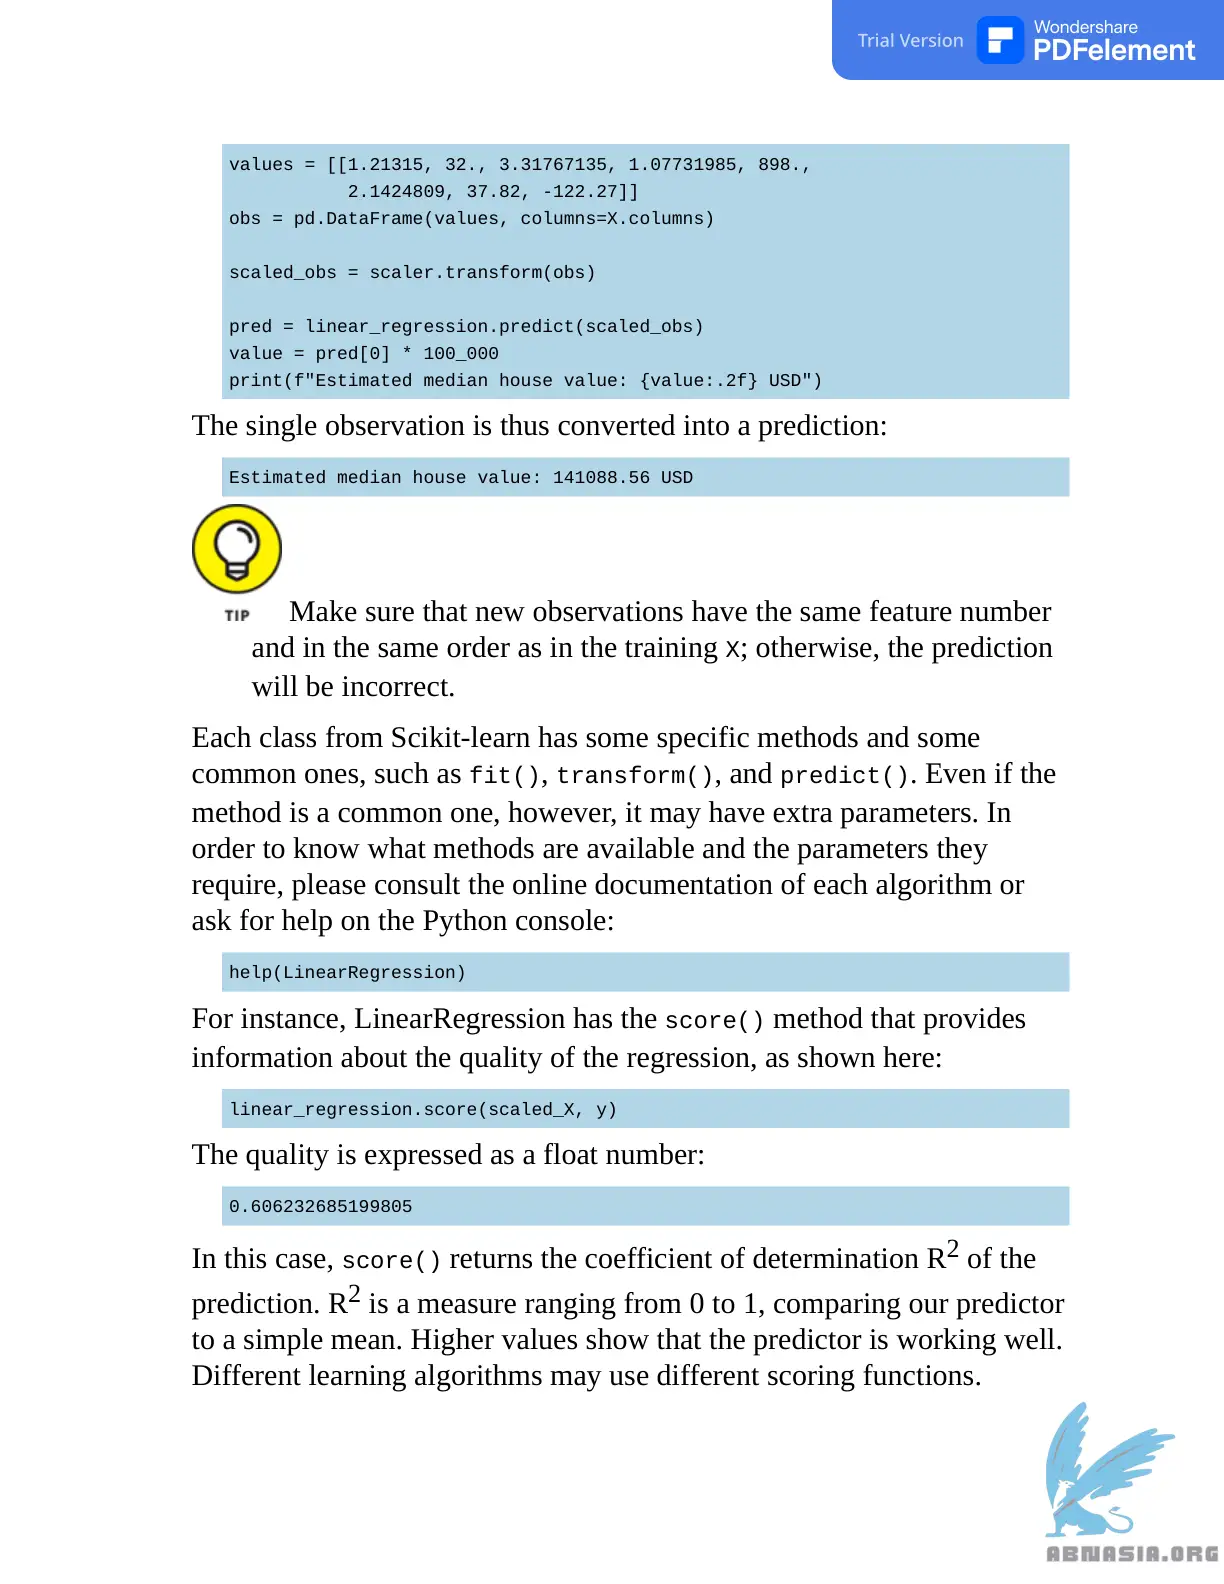 Trial Version
Wondershare
PDFelement
values = [[1.21315, 32., 3.31767135, 1.07731985, 898.,
2.1424809, 37.82, -122.27]]
obs = pd.DataFrame(values, columns=X.columns)
scaled_obs = scaler.transform(obs)
pred = linear_regression.predict(scaled_obs)
value = pred[0] * 100_000
print(f"Estimated median house value: {value:.2f} USD")
The single observation is thus converted into a prediction:
Estimated median house value: 141088.56 USD
TIP Make sure that new observations have the same feature number
and in the same order as in the training X; otherwise, the prediction
will be incorrect.
Each class from Scikit-learn has some specific methods and some
common ones, such as fit(), transform(), and predict(). Even if the
method is a common one, however, it may have extra parameters. In
order to know what methods are available and the parameters they
require, please consult the online documentation of each algorithm or
ask for help on the Python console:
help(LinearRegression)
For instance, LinearRegression has the score() method that provides
information about the quality of the regression, as shown here:
linear_regression.score(scaled_X, y)
The quality is expressed as a float number:
0.606232685199805
In this case, score() returns the coefficient of determination R2 of the
prediction. R2 is a measure ranging from 0 to 1, comparing our predictor
to a simple mean. Higher values show that the predictor is working well.
Different learning algorithms may use different scoring functions.
ABNASIA.ORG